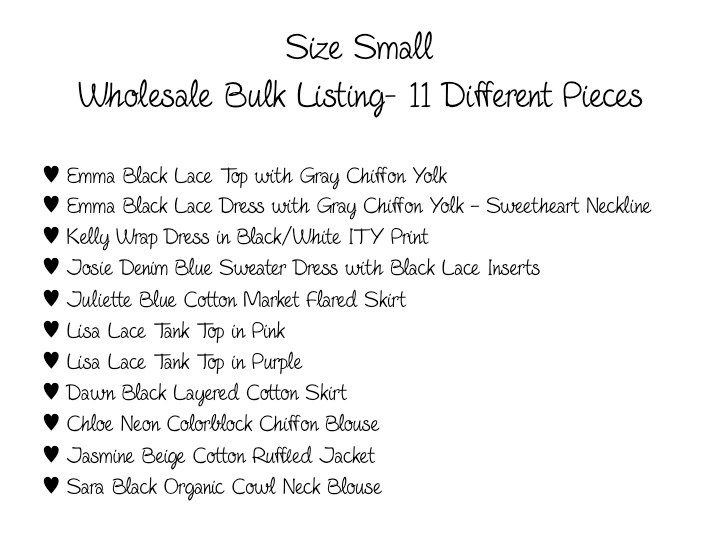 Size Small
Wholesale Bulk Listing- 11 Different Pieces
♥ Emma Black Lace Top with Gray Chiffon Yolk
♥ Emma Black Lace Dress with Gray Chiffon Yolk - Sweetheart Neckline
♥ Kelly Wrap Dress in Black/White ITY Print
♥ Josie Denim Blue Sweater Dress with Black Lace Inserts
♥ Juliette Blue Cotton Market Flared Skirt
♥ Lisa Lace Tank Top in Pink
♥ Lisa Lace Tank Top in Purple
♥ Dawn Black Layered Cotton Skirt
♥ Chloe Neon Colorblock Chiffon Blouse
♥ Jasmine Beige Cotton Ruffled Jacket
♥ Sara Black Organic Cowl Neck Blouse